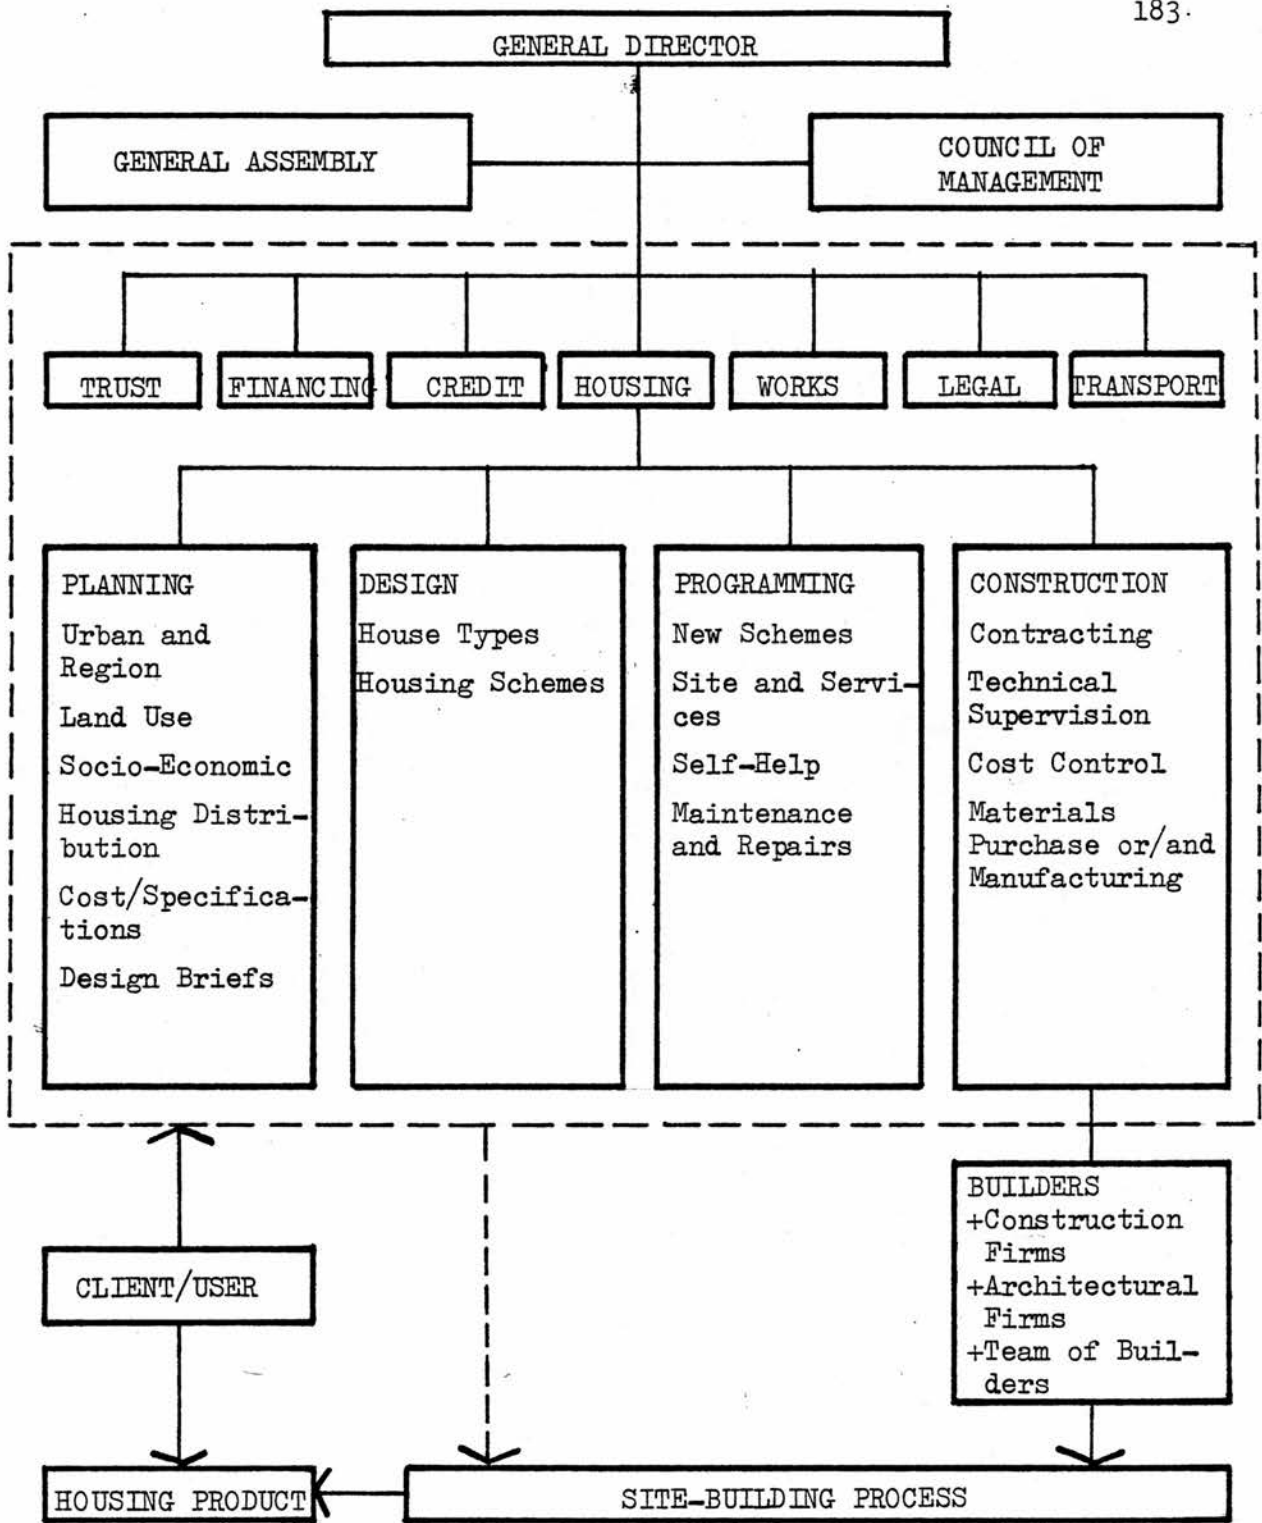 183.
GENERAL DIRECTOR
GENERAL ASSEMBLY
COUNCIL OF
MANAGEMENT
TRUST
FINANCING
CREDIT
HOUSING
WORKS
LEGAL
TRANSPORT
PLANNING
Urban and
Region
Land Use
Socio-Economic
Housing Distri-
bution
Cost/Specifica-
tions
Design Briefs
DESIGN
House Types
Housing Schemes
PROGRAMMING
New Schemes
Site and Servi-
ces
Self-Help
Maintenance
and Repairs
CONSTRUCTION
Contracting
Technical
Supervision
Cost Control
Materials
Purchase or/and
Manufacturing
BUILDERS
+Construction
Firms
+Architectural
Firms
+Team of Buil-
ders
CLIENT/USER
HOUSING PRODUCT
SITE-BUILDING PROCESS